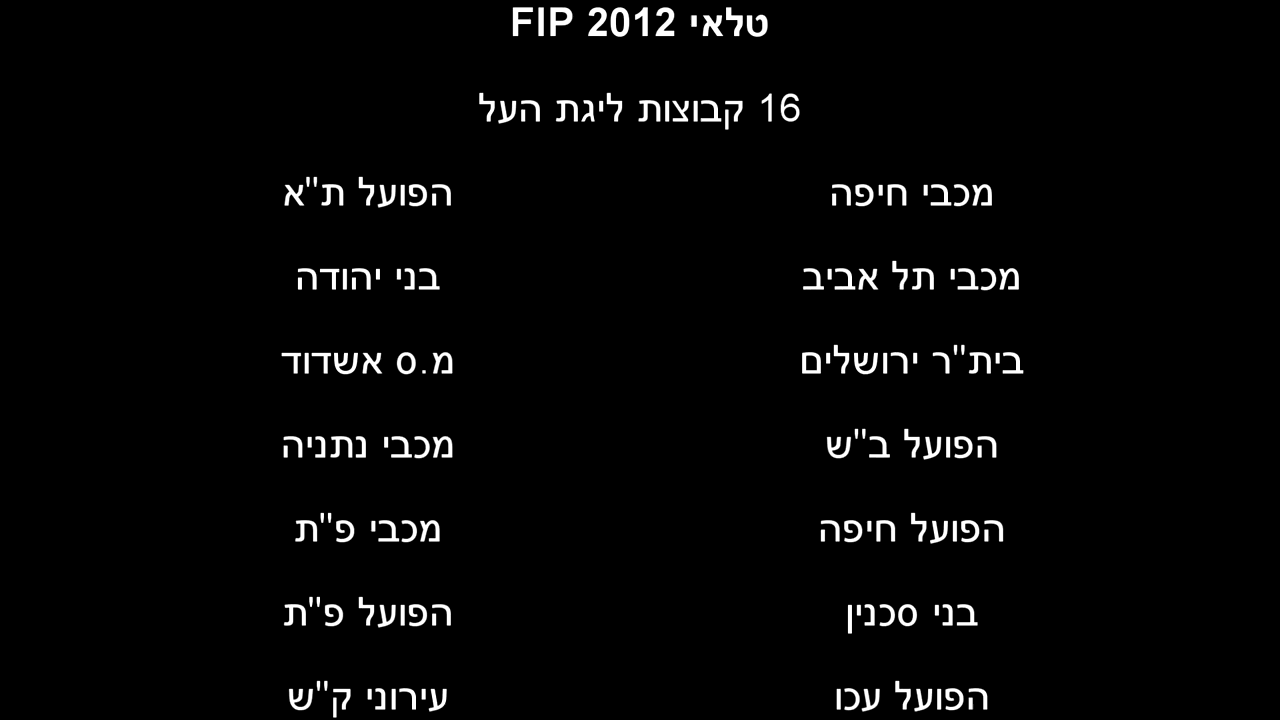 טלאי FIP 2012
16 קבוצות ליגת העל
מכבי חיפה
הפועל ת"א
מכבי תל אביב
בני יהודה
בית"ר ירושלים
מ.ס אשדוד
הפועל ב"ש
מכבי נתניה
הפועל חיפה
מכבי פ"ת
בני סכנין
הפועל פ"ת
הפועל עכו
עירוני ק"ש